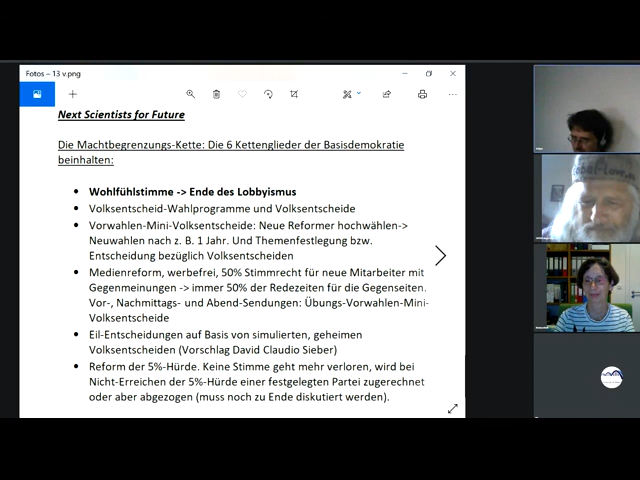 Fotos – 13 v.png
Next Scientists for Future
Die Machtbegrenzungs-Kette: Die 6 Kettenglieder der Basisdemokratie
beinhalten:
• Wohlfühlstimme -> Ende des Lobbyismus
• Volksentscheid-Wahlprogramme und Volksentscheide
• Vorwahlen-Mini-Volksentscheide: Neue Reformer hochwählen->
Neuwahlen nach z. B. 1 Jahr. Und Themenfestlegung bzw.
Entscheidung bezüglich Volksentscheiden
• Medienreform, werbefrei, 50% Stimmrecht für neue Mitarbeiter mit
Gegenmeinungen -> immer 50% der Redezeiten für die Gegenseiten.
Vor-, Nachmittags- und Abend-Sendungen: Übungs-Vorwahlen-Mini-
Volksentscheide
• Eil-Entscheidungen auf Basis von simulierten, geheimen
Volksentscheiden (Vorschlag David Claudio Sieber)
• Reform der 5%-Hürde. Keine Stimme geht mehr verloren, wird bei
Nicht-Erreichen der 5%-Hürde einer festgelegten Partei zugerechnet
oder aber abgezogen (muss noch zu Ende diskutiert werden).